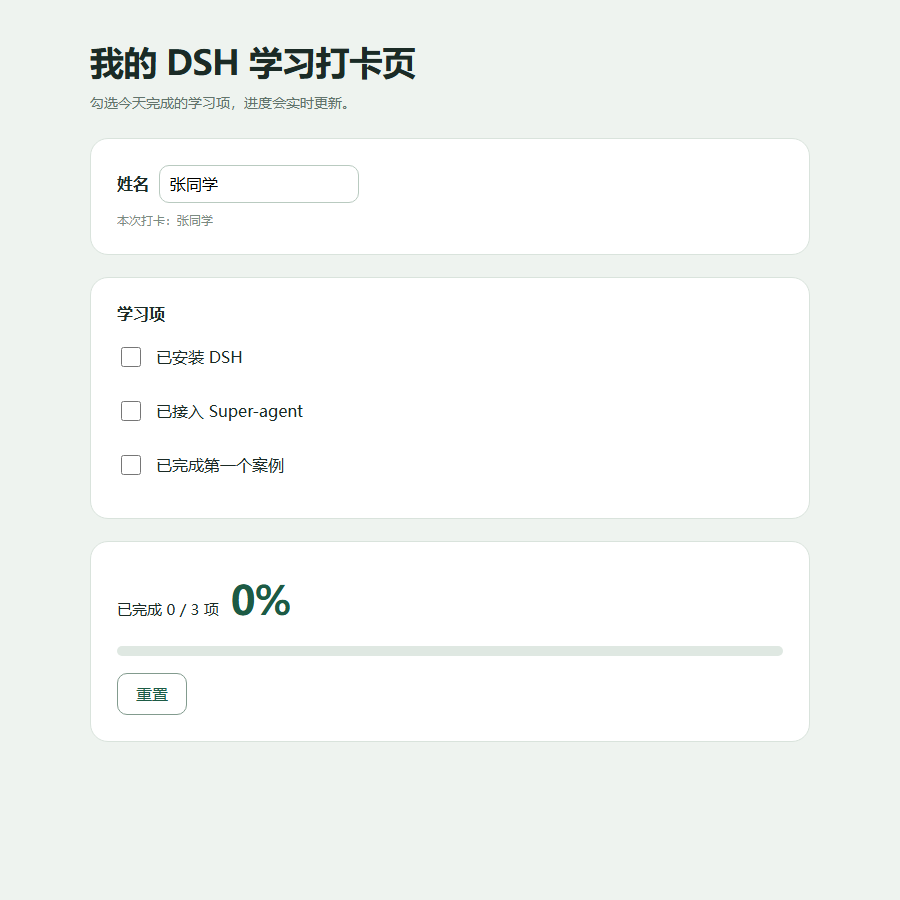 我的 DSH 学习打卡页
勾选今天完成的学习项，进度会实时更新。
姓名 张同学
本次打卡：张同学
学习项
已安装 DSH
已接入 Super-agent
已完成第一个案例
已完成 0 / 3 项 0%
重置